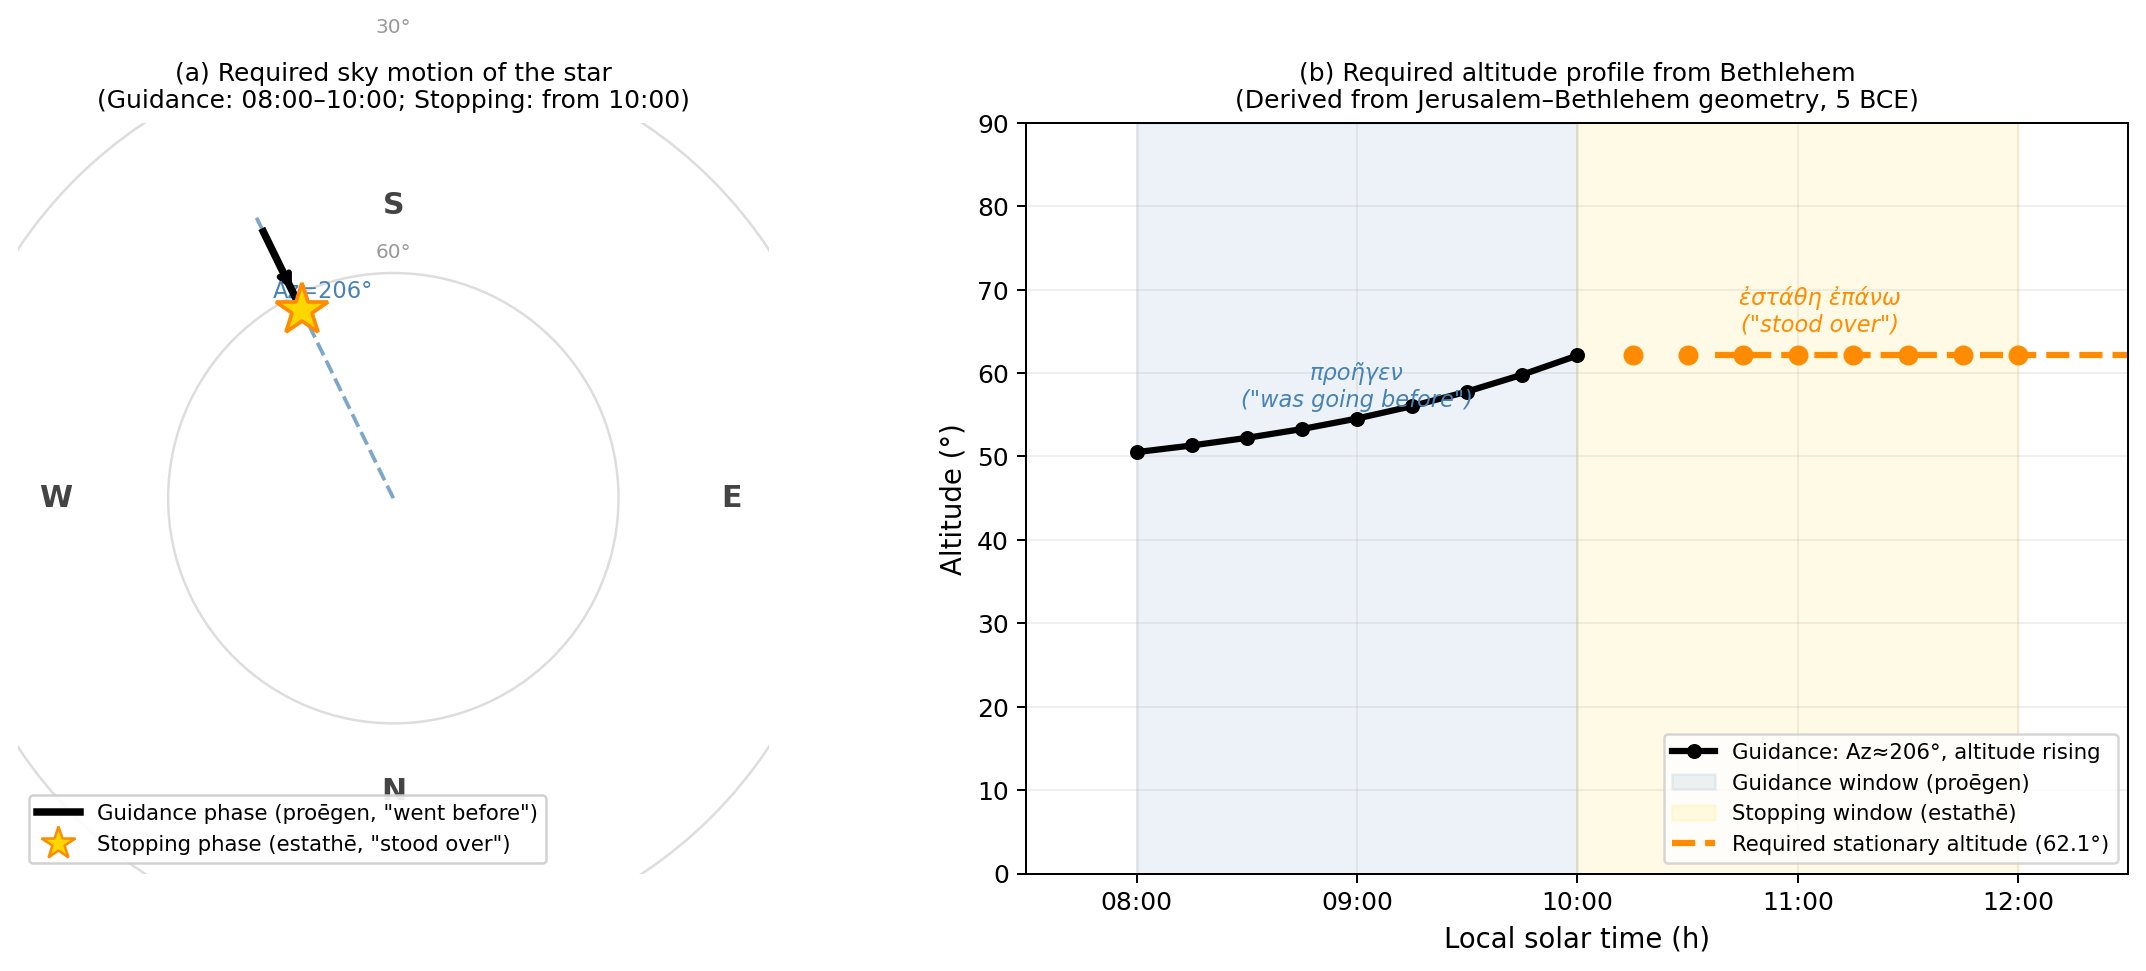 30°
(a) Required sky motion of the star
(Guidance: 08:00–10:00; Stopping: from 10:00)
S
60°
Az=206°
W
E
N
Guidance phase (proēgen, "went before")
Stopping phase (estathē, "stood over")
(b) Required altitude profile from Bethlehem
(Derived from Jerusalem–Bethlehem geometry, 5 BCE)
90
80
70
60
50
40
30
20
10
0
Altitude (°)
ἐστάθη ἐπάνω
("stood over")
προῆγεν
("was going before")
Guidance: Az≈206°, altitude rising
Guidance window (proēgen)
Stopping window (estathē)
Required stationary altitude (62.1°)
08:00 09:00 10:00 11:00 12:00
Local solar time (h)